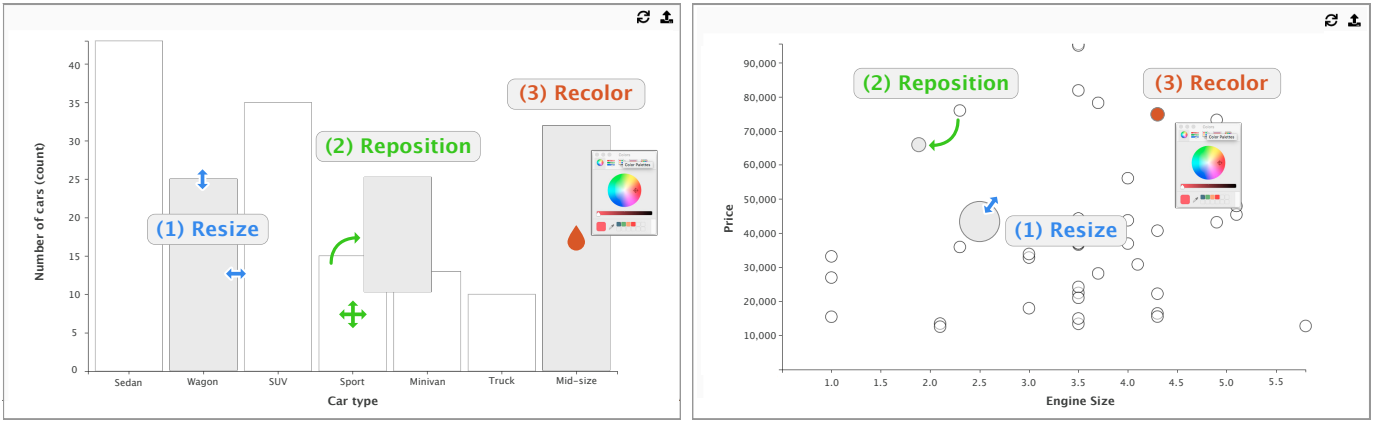 (3) Recolor
(2) Reposition
(1) Resize
Color Palettes
Number of cars (count)
40
35
30
25
20
15
10
5
0
Sedan
Wagon
SUV
Sport
Minivan
Truck
Mid-size
Car type
(2) Reposition
(3) Recolor
(1) Resize
Color Palettes
Price
90,000
80,000
70,000
60,000
50,000
40,000
30,000
20,000
10,000
1.0
1.5
2.0
2.5
3.0
3.5
4.0
4.5
5.0
5.5
Engine Size